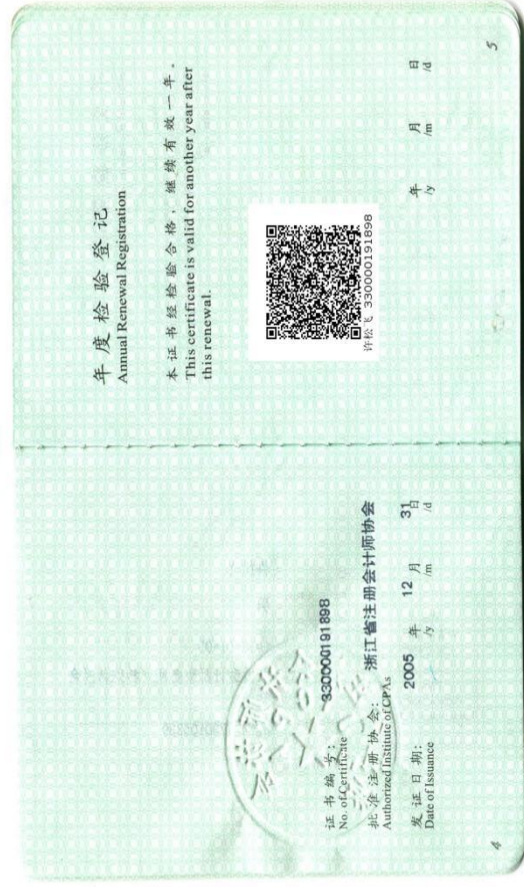 证 书 编 号: 330000191898
No. of Certificate
批 准 注 册 协 会: 浙江省注册会计师协会
Authorized Institute of CPAs
发 证 日 期: 2005 年 12 月 31 日
Date of Issuance /y /m /d
4
年 度 检 验 登 记
Annual Renewal Registration
本 证 书 经 检 验 合 格 ， 继 续 有 效 一 年 。
This certificate is valid for another year after
this renewal.
许松飞 330000191898
年 月 日
/y /m /d
5